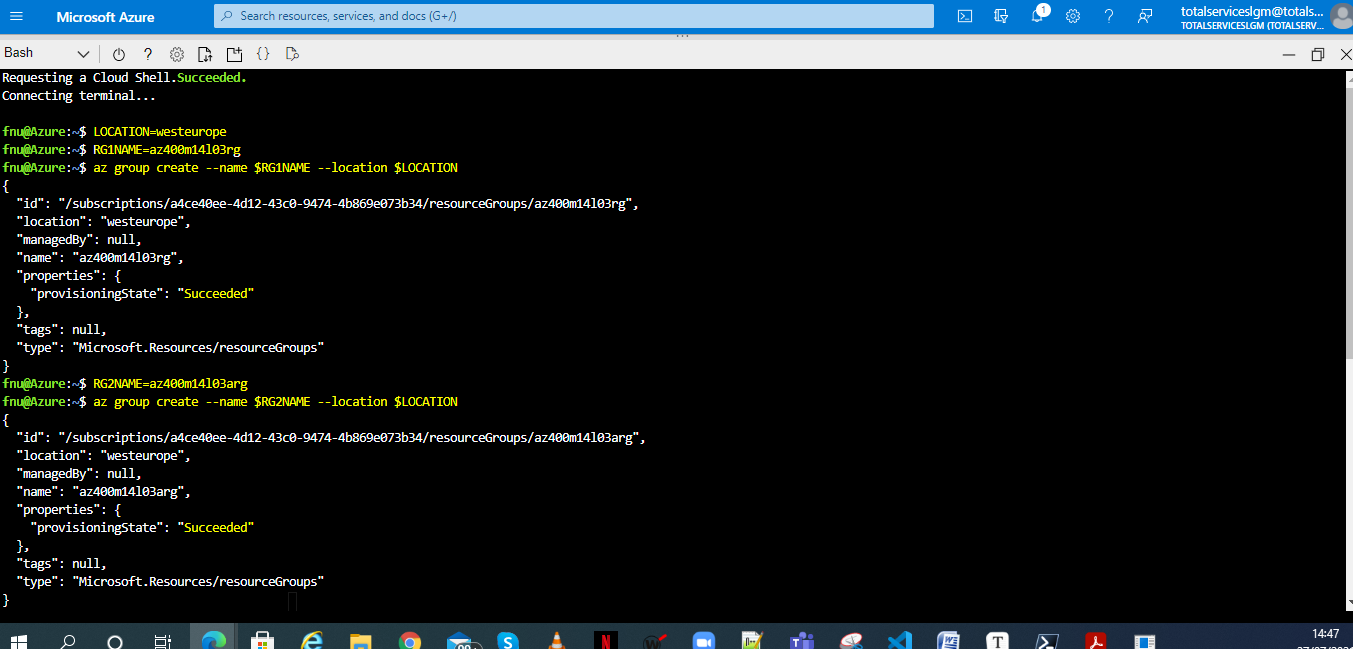 Microsoft Azure
Search resources, services, and docs (G+/)
1
totalserviceslgm@totals...
TOTALSERVICESLGM (TOTALSERV...
Bash
Requesting a Cloud Shell.Succeeded.
Connecting terminal...
fnu@Azure:~$ LOCATION=westeurope
fnu@Azure:~$ RG1NAME=az400m14l03rg
fnu@Azure:~$ az group create --name $RG1NAME --location $LOCATION
{
"id": "/subscriptions/a4ce40ee-4d12-43c0-9474-4b869e073b34/resourceGroups/az400m14l03rg",
"location": "westeurope",
"managedBy": null,
"name": "az400m14l03rg",
"properties": {
"provisioningState": "Succeeded"
},
"tags": null,
"type": "Microsoft.Resources/resourceGroups"
}
fnu@Azure:~$ RG2NAME=az400m14l03arg
fnu@Azure:~$ az group create --name $RG2NAME --location $LOCATION
{
"id": "/subscriptions/a4ce40ee-4d12-43c0-9474-4b869e073b34/resourceGroups/az400m14l03arg",
"location": "westeurope",
"managedBy": null,
"name": "az400m14l03arg",
"properties": {
"provisioningState": "Succeeded"
},
"tags": null,
"type": "Microsoft.Resources/resourceGroups"
}
14:47